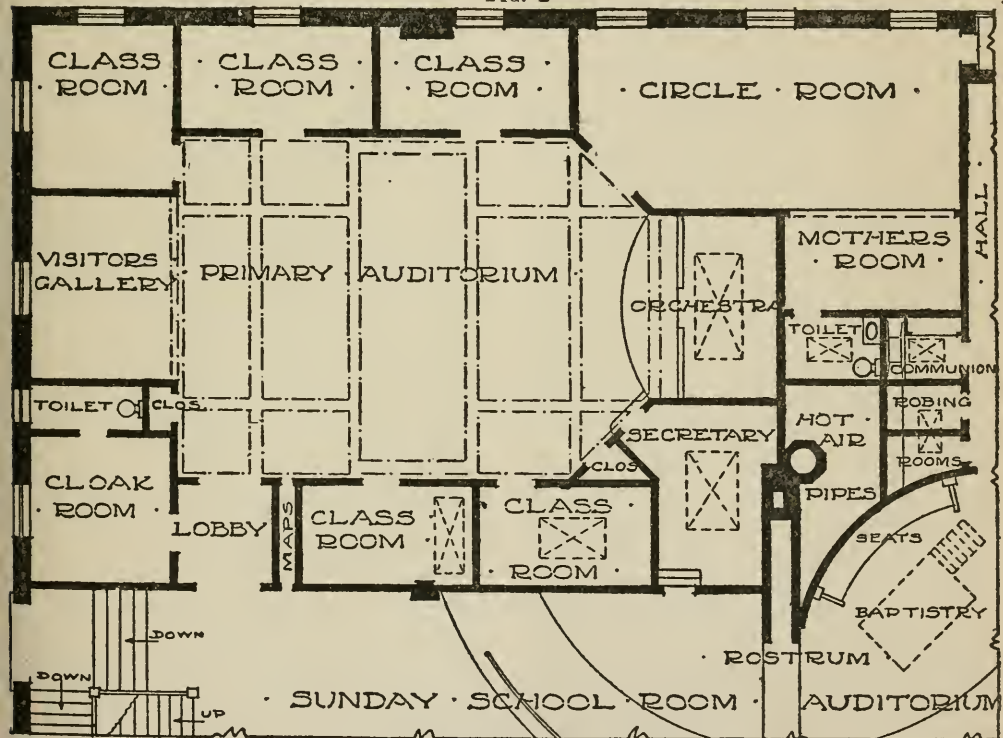 CLASS
ROOM
CLASS
ROOM
CLASS
ROOM
CIRCLE ROOM
HALL
VISITORS
GALLERY
PRIMARY AUDITORIUM
ORCHESTRA
MOTHERS
ROOM
TOILET
COMMUNION
TOILET
CLOS.
ROBING
ROOMS
HOT
AIR
PIPES
SECRETARY
CLOS
CLOAK
ROOM
LOBBY
MAPS
CLASS
ROOM
CLASS
ROOM
SEATS
BAPTISTRY
ROSTRUM
DOWN
DOWN
UP
SUNDAY SCHOOL ROOM
AUDITORIUM